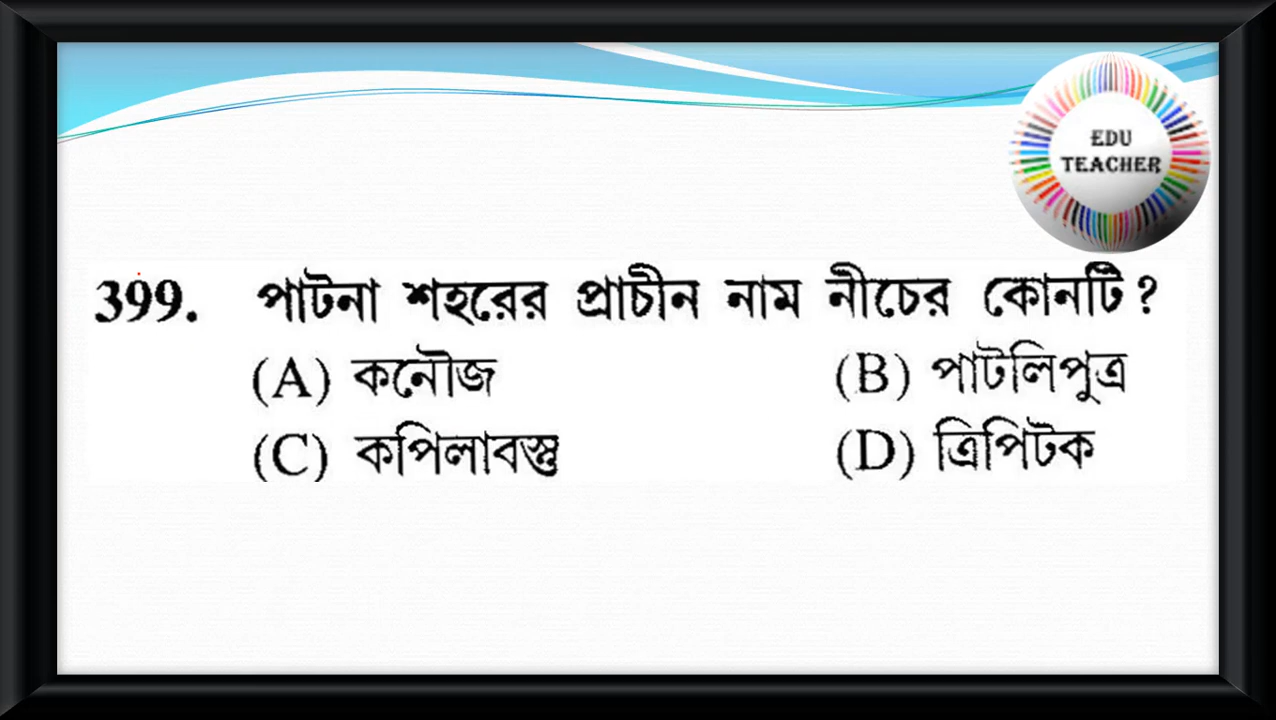 EDU
TEACHER
399. পাটনা শহরের প্রাচীন নাম নীচের কোনটি?
(A) কনৌজ (B) পাটলিপুত্র
(C) কপিলাবস্তু (D) ত্রিপিটক